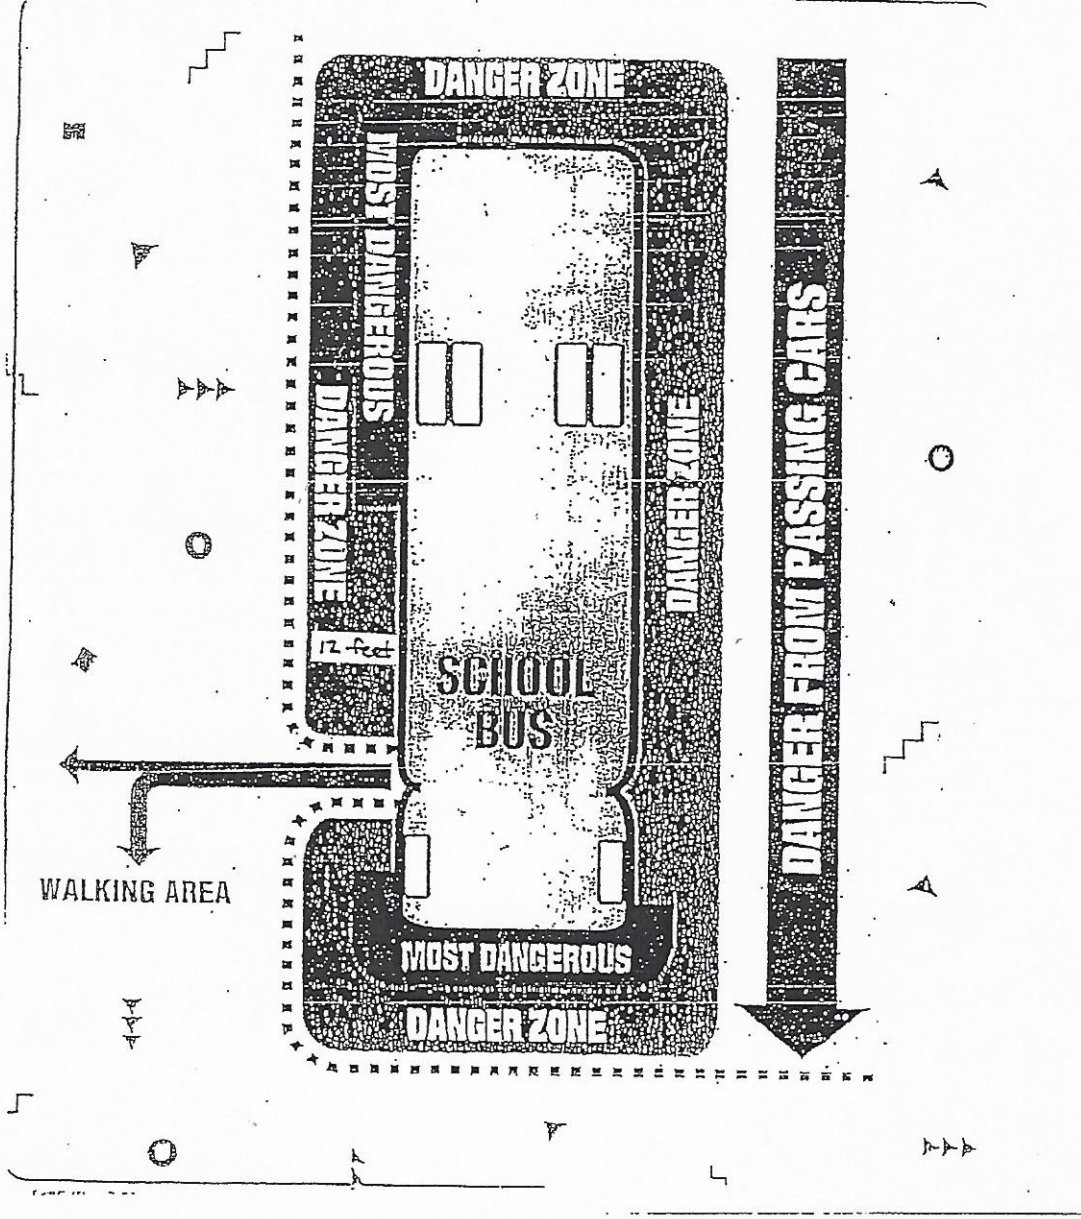 DANGER ZONE
MOST DANGEROUS
DANGER ZONE
12 feet
SCHOOL
BUS
DANGER ZONE
DANGER FROM PASSING CARS
WALKING AREA
MOST DANGEROUS
DANGER ZONE